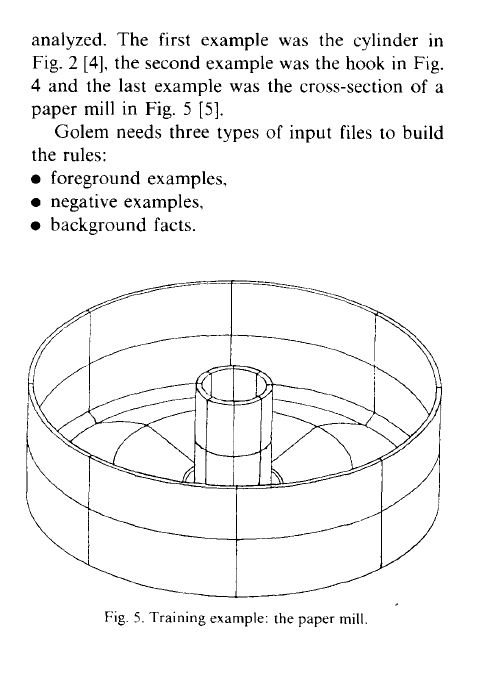 analyzed. The first example was the cylinder in
Fig. 2 [4], the second example was the hook in Fig.
4 and the last example was the cross-section of a
paper mill in Fig. 5 [5].
Golem needs three types of input files to build
the rules:
● foreground examples,
● negative examples,
● background facts.
Fig. 5. Training example: the paper mill.